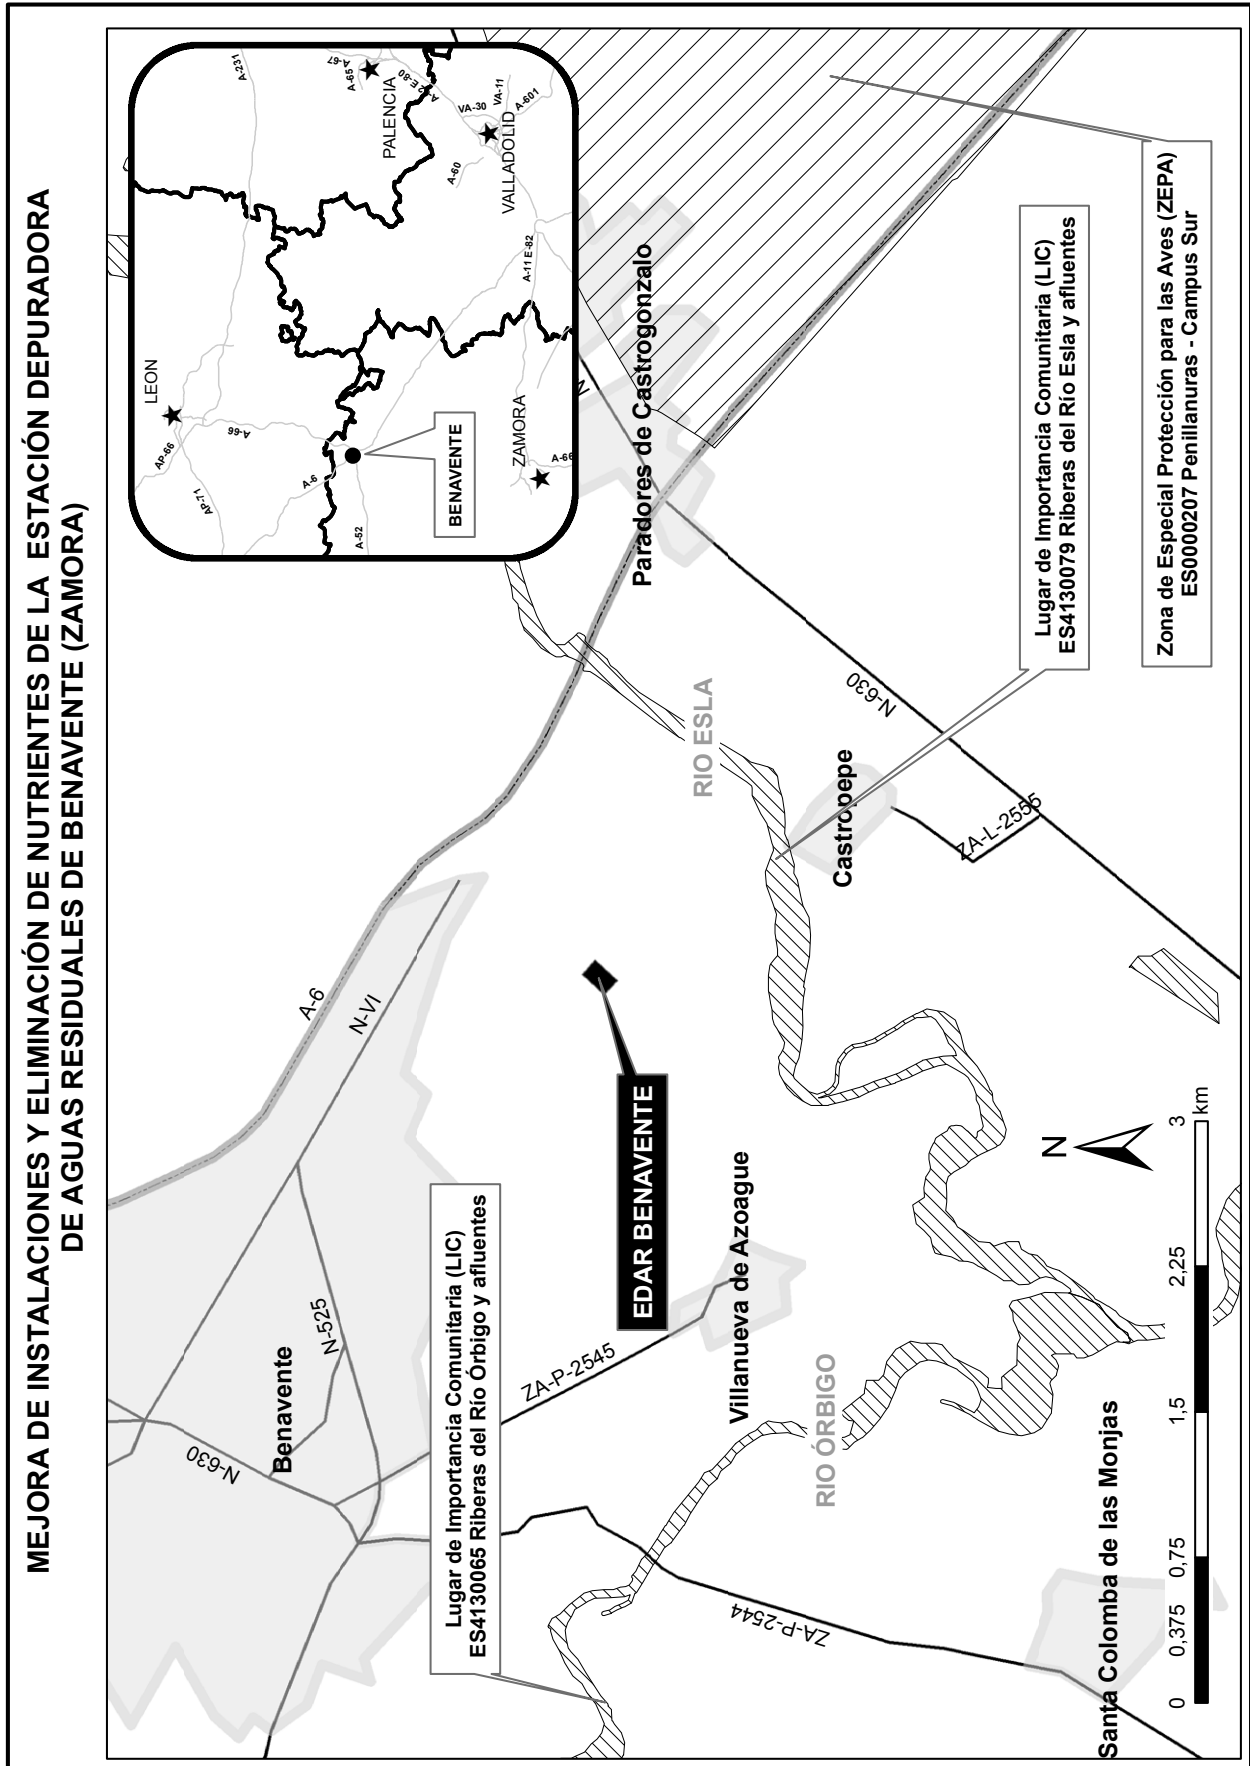 MEJORA DE INSTALACIONES Y ELIMINACIÓN DE NUTRIENTES DE LA ESTACIÓN DEPURADORA
DE AGUAS RESIDUALES DE BENAVENTE (ZAMORA)
LEON
AP-66
AP-71
A-66
A-231
A-67
A-65
PALENCIA
E-80
VA-30
VA-11
A-601
A-60
VALLADOLID
A-11 E-82
A-6
A-52
BENAVENTE
ZAMORA
A-66
N
A-6
N-VI
N-525
N-630
Benavente
Lugar de Importancia Comunitaria (LIC)
ES4130065 Riberas del Río Órbigo y afluentes
ZA-P-2545
EDAR BENAVENTE
Villanueva de Azoague
RIO ÓRBIGO
ZA-P-2544
Santa Colomba de las Monjas
RIO ESLA
Paradores de Castrogonzalo
Castropepe
N-630
ZA-L-2555
Lugar de Importancia Comunitaria (LIC)
ES4130079 Riberas del Río Esla y afluentes
Zona de Especial Protección para las Aves (ZEPA)
ES0000207 Penillanuras - Campus Sur
N
0 0,375 0,75 1,5 2,25 3
km